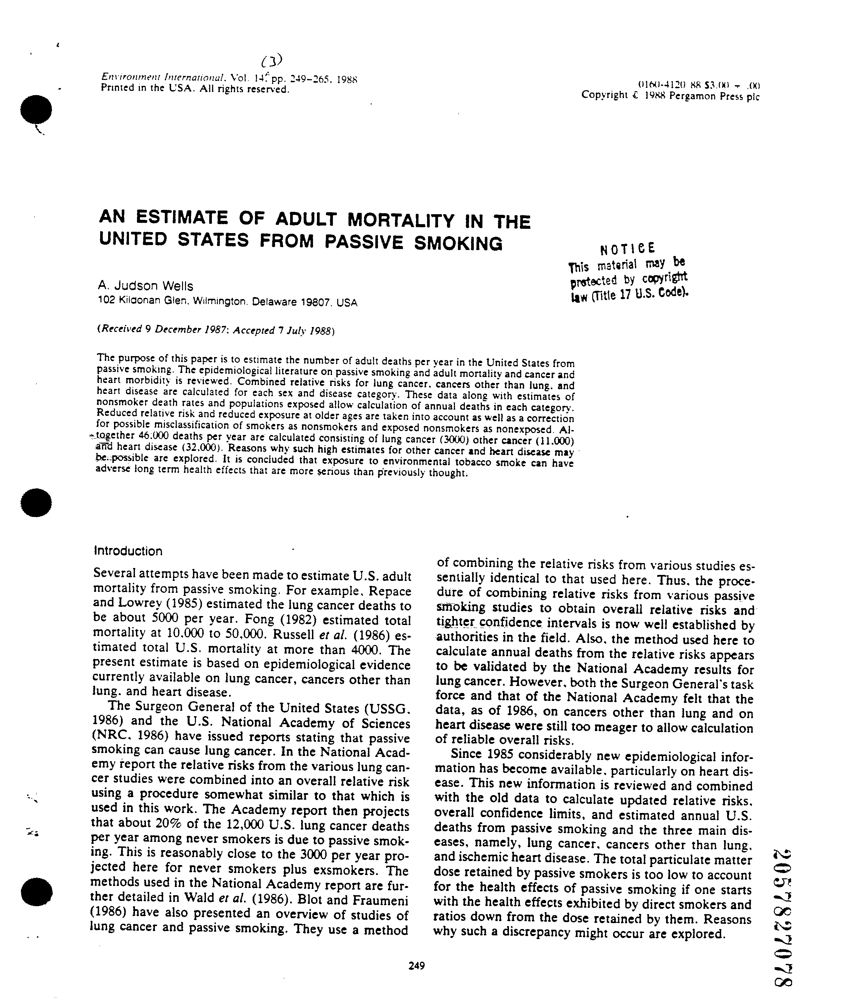 (3)
Environment International, Vol. 14, pp. 249–265, 1988
Printed in the USA. All rights reserved.
0160-4120 88 $3.00 + .00
Copyright © 1988 Pergamon Press plc
AN ESTIMATE OF ADULT MORTALITY IN THE
UNITED STATES FROM PASSIVE SMOKING
NOTICE
This material may be
protected by copyright
law (Title 17 U.S. Code).
A. Judson Wells
102 Kildonan Glen, Wilmington, Delaware 19807, USA
(Received 9 December 1987; Accepted 7 July 1988)
The purpose of this paper is to estimate the number of adult deaths per year in the United States from
passive smoking. The epidemiological literature on passive smoking and adult mortality and cancer and
heart morbidity is reviewed. Combined relative risks for lung cancer, cancers other than lung, and
heart disease are calculated for each sex and disease category. These data along with estimates of
nonsmoker death rates and populations exposed allow calculation of annual deaths in each category.
Reduced relative risk and reduced exposure at older ages are taken into account as well as a correction
for possible misclassification of smokers as nonsmokers and exposed nonsmokers as nonexposed. Al-
together 46,000 deaths per year are calculated consisting of lung cancer (3000) other cancer (11,000)
and heart disease (32,000). Reasons why such high estimates for other cancer and heart disease may
be possible are explored. It is concluded that exposure to environmental tobacco smoke can have
adverse long term health effects that are more serious than previously thought.
Introduction
Several attempts have been made to estimate U.S. adult
mortality from passive smoking. For example, Repace
and Lowrey (1985) estimated the lung cancer deaths to
be about 5000 per year. Fong (1982) estimated total
mortality at 10,000 to 50,000. Russell et al. (1986) es-
timated total U.S. mortality at more than 4000. The
present estimate is based on epidemiological evidence
currently available on lung cancer, cancers other than
lung, and heart disease.
The Surgeon General of the United States (USSG,
1986) and the U.S. National Academy of Sciences
(NRC, 1986) have issued reports stating that passive
smoking can cause lung cancer. In the National Acad-
emy report the relative risks from the various lung can-
cer studies were combined into an overall relative risk
using a procedure somewhat similar to that which is
used in this work. The Academy report then projects
that about 20% of the 12,000 U.S. lung cancer deaths
per year among never smokers is due to passive smok-
ing. This is reasonably close to the 3000 per year pro-
jected here for never smokers plus exsmokers. The
methods used in the National Academy report are fur-
ther detailed in Wald et al. (1986). Blot and Fraumeni
(1986) have also presented an overview of studies of
lung cancer and passive smoking. They use a method
of combining the relative risks from various studies es-
sentially identical to that used here. Thus, the proce-
dure of combining relative risks from various passive
smoking studies to obtain overall relative risks and
tighter confidence intervals is now well established by
authorities in the field. Also, the method used here to
calculate annual deaths from the relative risks appears
to be validated by the National Academy results for
lung cancer. However, both the Surgeon General's task
force and that of the National Academy felt that the
data, as of 1986, on cancers other than lung and on
heart disease were still too meager to allow calculation
of reliable overall risks.
Since 1985 considerably new epidemiological infor-
mation has become available, particularly on heart dis-
ease. This new information is reviewed and combined
with the old data to calculate updated relative risks,
overall confidence limits, and estimated annual U.S.
deaths from passive smoking and the three main dis-
eases, namely, lung cancer, cancers other than lung,
and ischemic heart disease. The total particulate matter
dose retained by passive smokers is too low to account
for the health effects of passive smoking if one starts
with the health effects exhibited by direct smokers and
ratios down from the dose retained by them. Reasons
why such a discrepancy might occur are explored.
249
2057827078